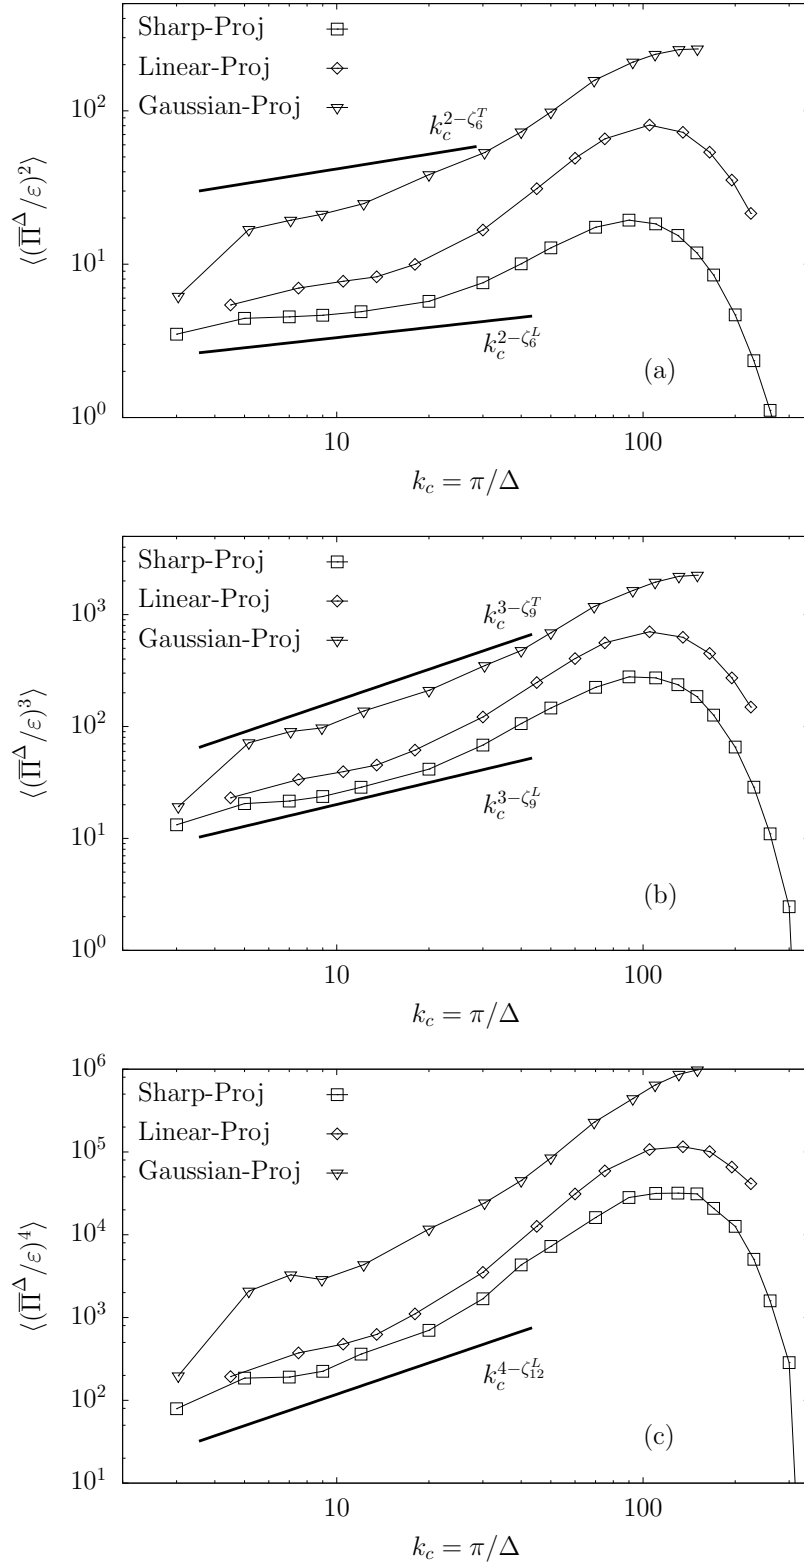 Sharp-Proj
Linear-Proj
Gaussian-Proj
10^2
10^1
10^0
⟨(Π̅^Δ/ε)^2⟩
k_c^{2−ζ_6^T}
k_c^{2−ζ_6^L}
(a)
10
100
k_c = π/Δ
Sharp-Proj
Linear-Proj
Gaussian-Proj
10^3
10^2
10^1
10^0
⟨(Π̅^Δ/ε)^3⟩
k_c^{3−ζ_9^T}
k_c^{3−ζ_9^L}
(b)
10
100
k_c = π/Δ
Sharp-Proj
Linear-Proj
Gaussian-Proj
10^6
10^5
10^4
10^3
10^2
10^1
⟨(Π̅^Δ/ε)^4⟩
k_c^{4−ζ_{12}^L}
(c)
10
100
k_c = π/Δ